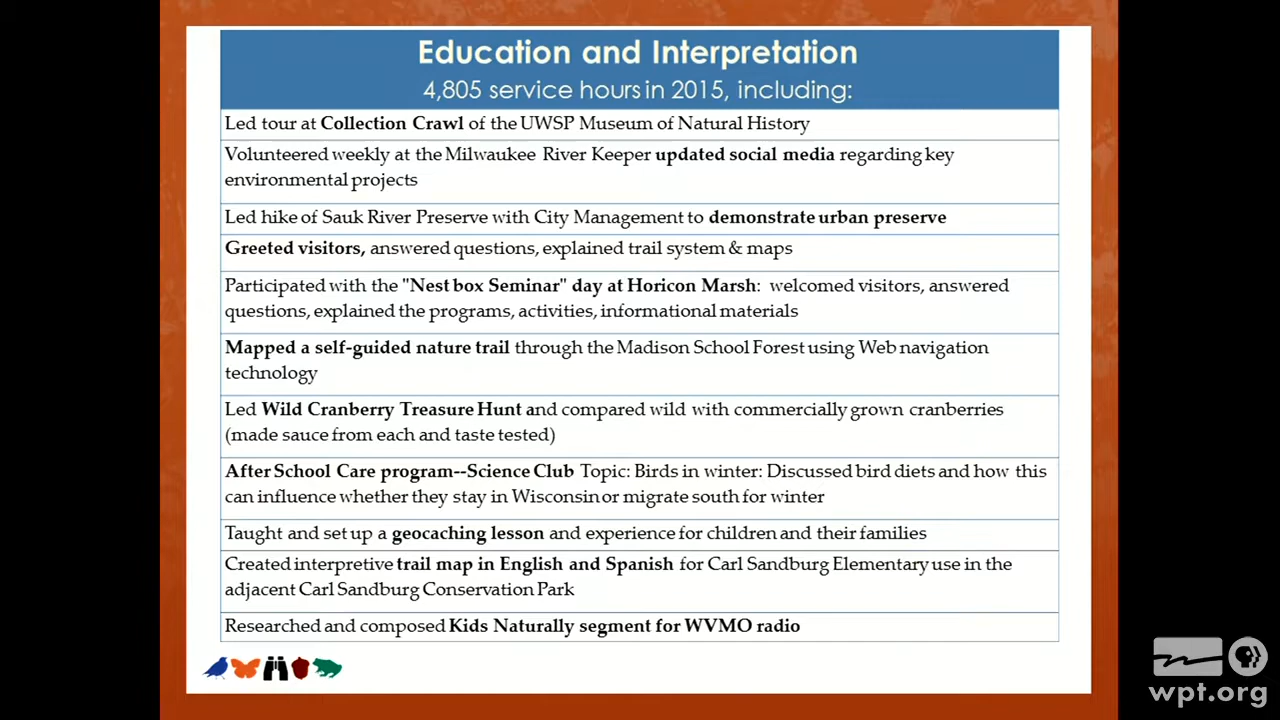 Education and Interpretation
4,805 service hours in 2015, including:
Led tour at Collection Crawl of the UWSP Museum of Natural History
Volunteered weekly at the Milwaukee River Keeper updated social media regarding key
environmental projects
Led hike of Sauk River Preserve with City Management to demonstrate urban preserve
Greeted visitors, answered questions, explained trail system & maps
Participated with the "Nest box Seminar" day at Horicon Marsh: welcomed visitors, answered
questions, explained the programs, activities, informational materials
Mapped a self-guided nature trail through the Madison School Forest using Web navigation
technology
Led Wild Cranberry Treasure Hunt and compared wild with commercially grown cranberries
(made sauce from each and taste tested)
After School Care program--Science Club Topic: Birds in winter: Discussed bird diets and how this
can influence whether they stay in Wisconsin or migrate south for winter
Taught and set up a geocaching lesson and experience for children and their families
Created interpretive trail map in English and Spanish for Carl Sandburg Elementary use in the
adjacent Carl Sandburg Conservation Park
Researched and composed Kids Naturally segment for WVMO radio
wpt.org